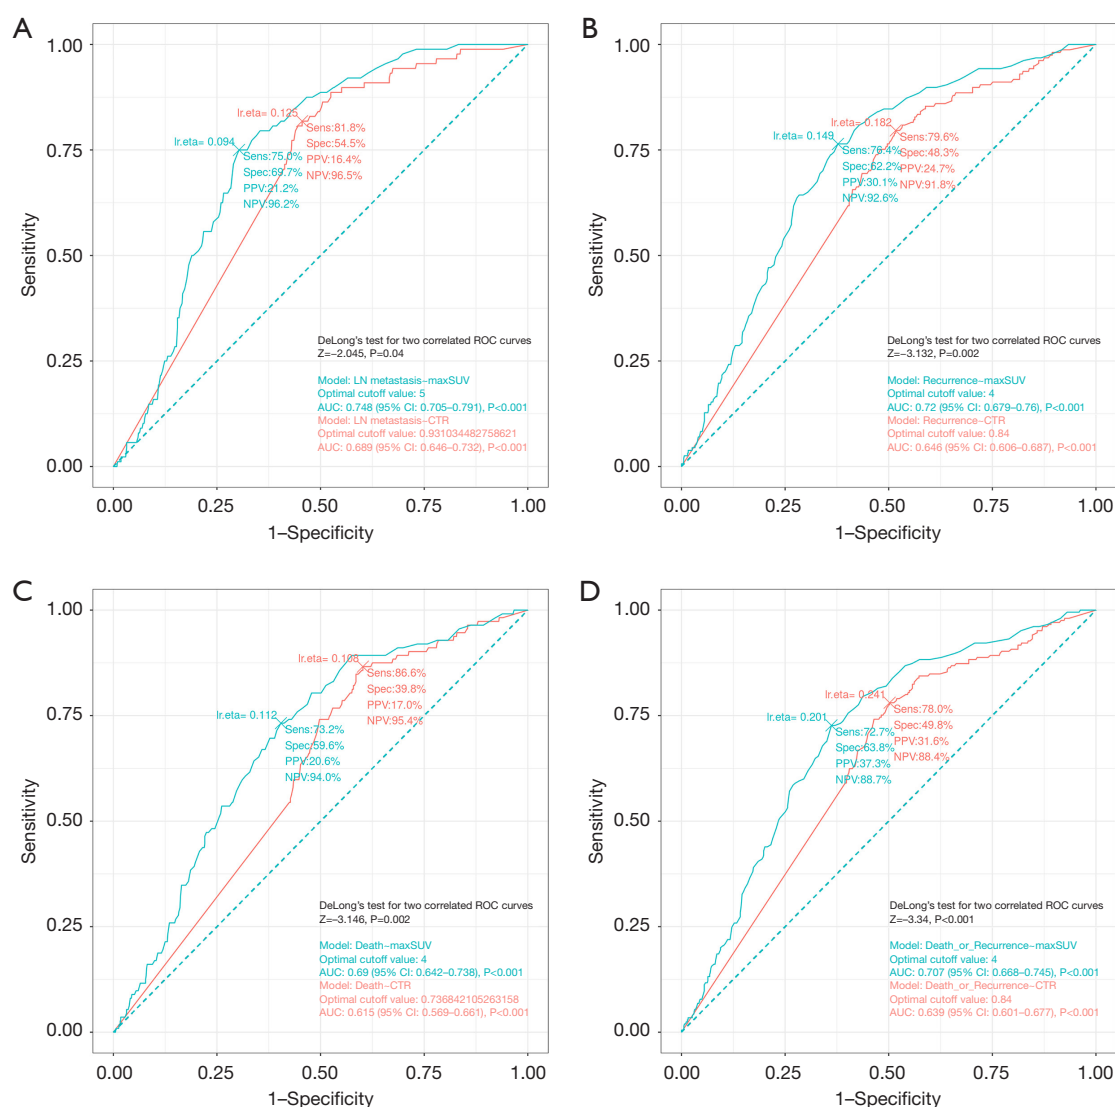 A
1.00
0.75
0.50
0.25
0.00
Sensitivity
lr.eta= 0.125
lr.eta= 0.094
Sens:81.8%
Spec:54.5%
PPV:16.4%
NPV:96.5%
Sens:75.0%
Spec:69.7%
PPV:21.2%
NPV:96.2%
DeLong's test for two correlated ROC curves
Z=−2.045, P=0.04
Model: LN metastasis~maxSUV
Optimal cutoff value: 5
AUC: 0.748 (95% CI: 0.705–0.791), P<0.001
Model: LN metastasis~CTR
Optimal cutoff value: 0.931034482758621
AUC: 0.689 (95% CI: 0.646–0.732), P<0.001
0.00 0.25 0.50 0.75 1.00
1–Specificity
B
1.00
0.75
0.50
0.25
0.00
Sensitivity
lr.eta= 0.182
lr.eta= 0.149
Sens:79.6%
Spec:48.3%
PPV:24.7%
NPV:91.8%
Sens:76.4%
Spec:62.2%
PPV:30.1%
NPV:92.6%
DeLong's test for two correlated ROC curves
Z=−3.132, P=0.002
Model: Recurrence~maxSUV
Optimal cutoff value: 4
AUC: 0.72 (95% CI: 0.679–0.76), P<0.001
Model: Recurrence~CTR
Optimal cutoff value: 0.84
AUC: 0.646 (95% CI: 0.606–0.687), P<0.001
0.00 0.25 0.50 0.75 1.00
1–Specificity
C
1.00
0.75
0.50
0.25
0.00
Sensitivity
lr.eta= 0.108
lr.eta= 0.112
Sens:86.6%
Spec:39.8%
PPV:17.0%
NPV:95.4%
Sens:73.2%
Spec:59.6%
PPV:20.6%
NPV:94.0%
DeLong's test for two correlated ROC curves
Z=−3.146, P=0.002
Model: Death~maxSUV
Optimal cutoff value: 4
AUC: 0.69 (95% CI: 0.642–0.738), P<0.001
Model: Death~CTR
Optimal cutoff value: 0.736842105263158
AUC: 0.615 (95% CI: 0.569–0.661), P<0.001
0.00 0.25 0.50 0.75 1.00
1–Specificity
D
1.00
0.75
0.50
0.25
0.00
Sensitivity
lr.eta= 0.241
lr.eta= 0.201
Sens:78.0%
Spec:49.8%
PPV:31.6%
NPV:88.4%
Sens:72.7%
Spec:63.8%
PPV:37.3%
NPV:88.7%
DeLong's test for two correlated ROC curves
Z=−3.34, P<0.001
Model: Death_or_Recurrence~maxSUV
Optimal cutoff value: 4
AUC: 0.707 (95% CI: 0.668–0.745), P<0.001
Model: Death_or_Recurrence~CTR
Optimal cutoff value: 0.84
AUC: 0.639 (95% CI: 0.601–0.677), P<0.001
0.00 0.25 0.50 0.75 1.00
1–Specificity